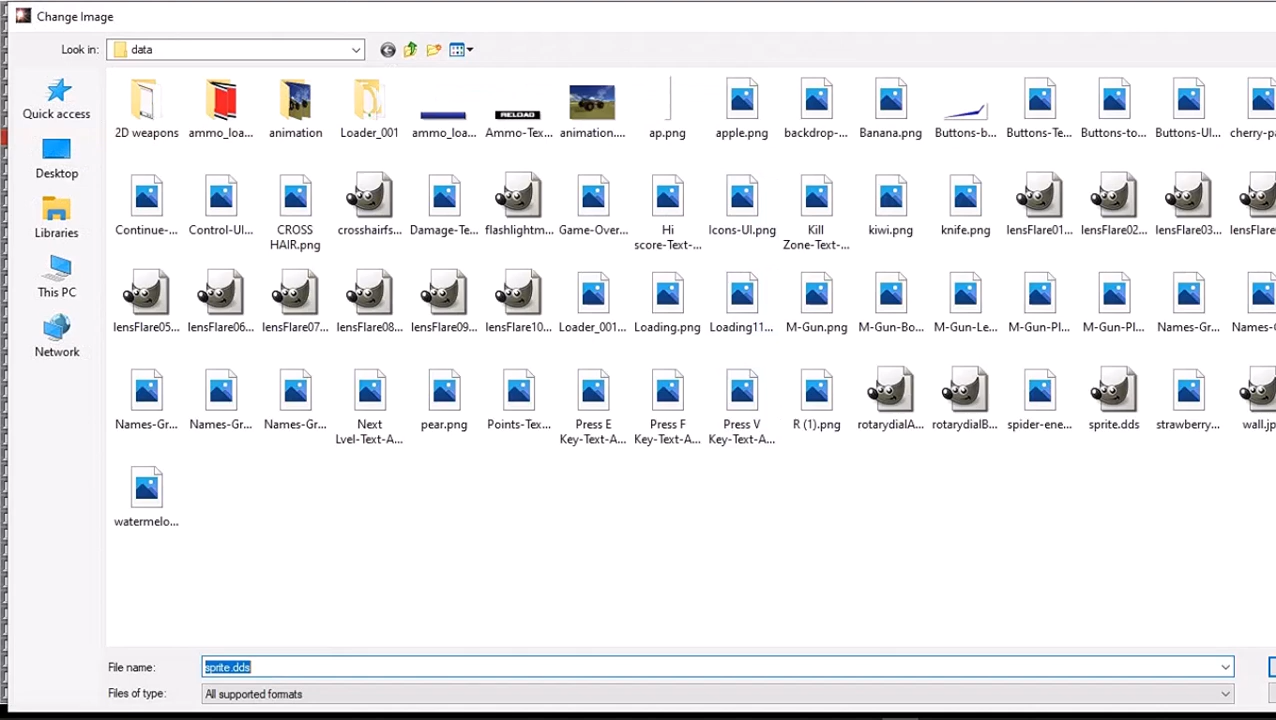 Change Image
Look in:
data
Quick access
Desktop
Libraries
This PC
Network
2D weapons
ammo_loa...
animation
Loader_001
ammo_loa...
RELOAD
Ammo-Tex...
animation....
ap.png
apple.png
backdrop-...
Banana.png
Buttons-b...
Buttons-Te...
Buttons-to...
Buttons-UI...
cherry-p
Continue-...
Control-UI...
CROSS
HAIR.png
crosshairfs...
Damage-Te...
flashlightm...
Game-Over...
Hi
score-Text-...
Icons-UI.png
Kill
Zone-Text-...
kiwi.png
knife.png
lensFlare01...
lensFlare02...
lensFlare03...
lensFlare
lensFlare05...
lensFlare06...
lensFlare07...
lensFlare08...
lensFlare09...
lensFlare10...
Loader_001...
Loading.png
Loading11...
M-Gun.png
M-Gun-Bo...
M-Gun-Le...
M-Gun-Pl...
M-Gun-Pl...
Names-Gr...
Names-G
Names-Gr...
Names-Gr...
Names-Gr...
Next
Lvel-Text-A...
pear.png
Points-Tex...
Press E
Key-Text-A...
Press F
Key-Text-A...
Press V
Key-Text-A...
R (1).png
rotarydialA...
rotarydialB...
spider-ene...
sprite.dds
strawberry...
wall.jp
watermelo...
File name:
sprite.dds
Files of type:
All supported formats